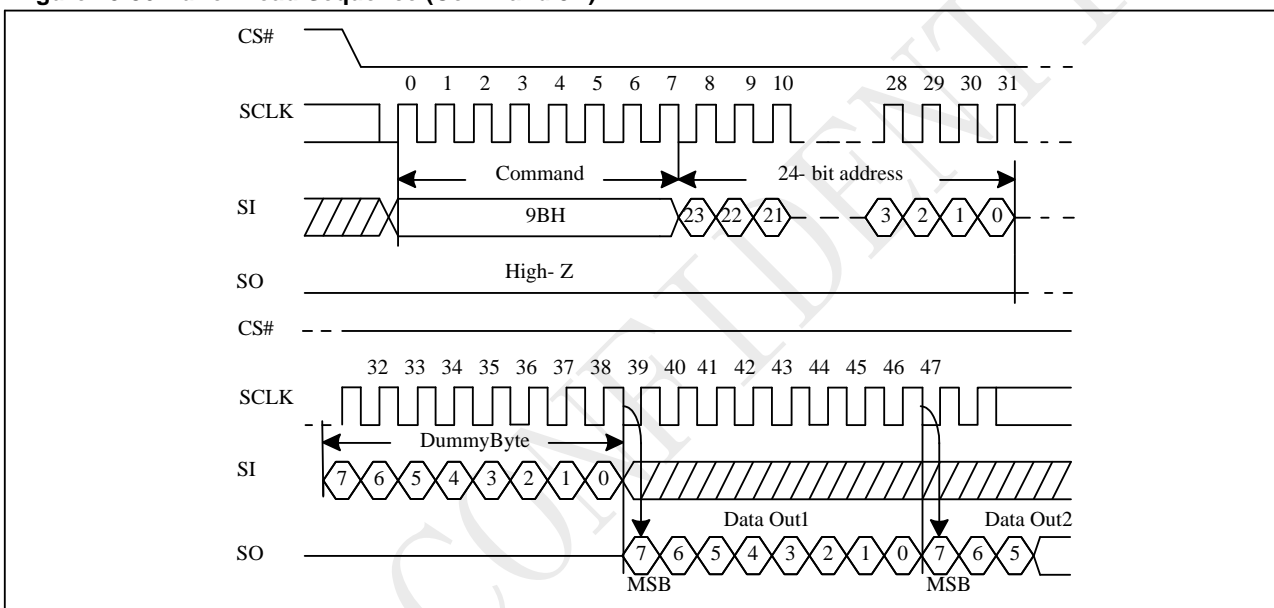 CS#
0 1 2 3 4 5 6 7 8 9 10 28 29 30 31
SCLK
Command 24- bit address
SI 9BH 23 22 21 3 2 1 0
High- Z
SO
CS#
32 33 34 35 36 37 38 39 40 41 42 43 44 45 46 47
SCLK
DummyByte
SI 7 6 5 4 3 2 1 0
Data Out1 Data Out2
SO 7 6 5 4 3 2 1 0 7 6 5
MSB MSB
CONFIDENT